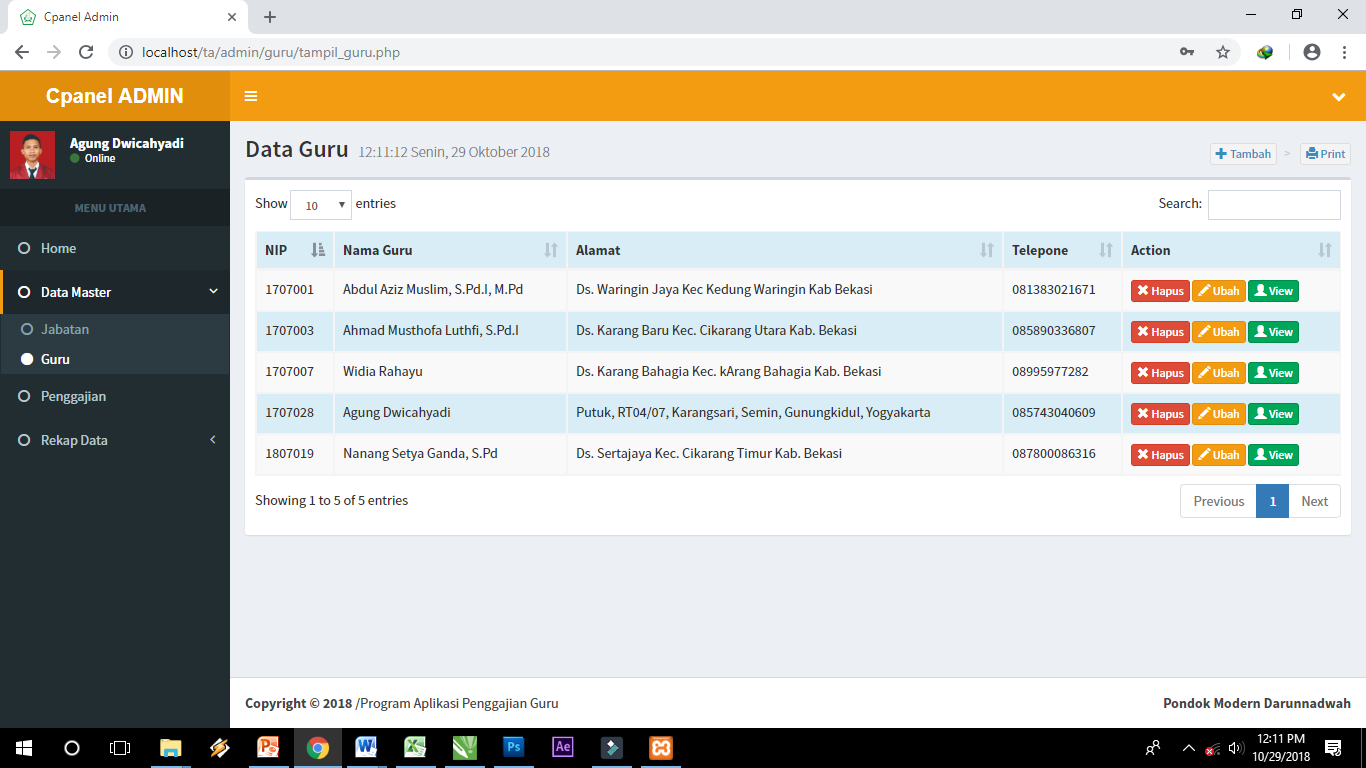 Cpanel Admin
localhost/ta/admin/guru/tampil_guru.php
Cpanel ADMIN
Agung Dwicahyadi
Online
MENU UTAMA
Home
Data Master
Jabatan
Guru
Penggajian
Rekap Data
Data Guru 12:11:12 Senin, 29 Oktober 2018
Tambah > Print
Show 10 entries Search:
NIP Nama Guru Alamat Telepone Action
1707001 Abdul Aziz Muslim, S.Pd.I, M.Pd Ds. Waringin Jaya Kec Kedung Waringin Kab Bekasi 081383021671 Hapus Ubah View
1707003 Ahmad Musthofa Luthfi, S.Pd.I Ds. Karang Baru Kec. Cikarang Utara Kab. Bekasi 085890336807 Hapus Ubah View
1707007 Widia Rahayu Ds. Karang Bahagia Kec. kArang Bahagia Kab. Bekasi 08995977282 Hapus Ubah View
1707028 Agung Dwicahyadi Putuk, RT04/07, Karangsari, Semin, Gunungkidul, Yogyakarta 085743040609 Hapus Ubah View
1807019 Nanang Setya Ganda, S.Pd Ds. Sertajaya Kec. Cikarang Timur Kab. Bekasi 087800086316 Hapus Ubah View
Showing 1 to 5 of 5 entries Previous 1 Next
Copyright © 2018 /Program Aplikasi Penggajian Guru Pondok Modern Darunnadwah
Ps
Ae
12:11 PM
10/29/2018